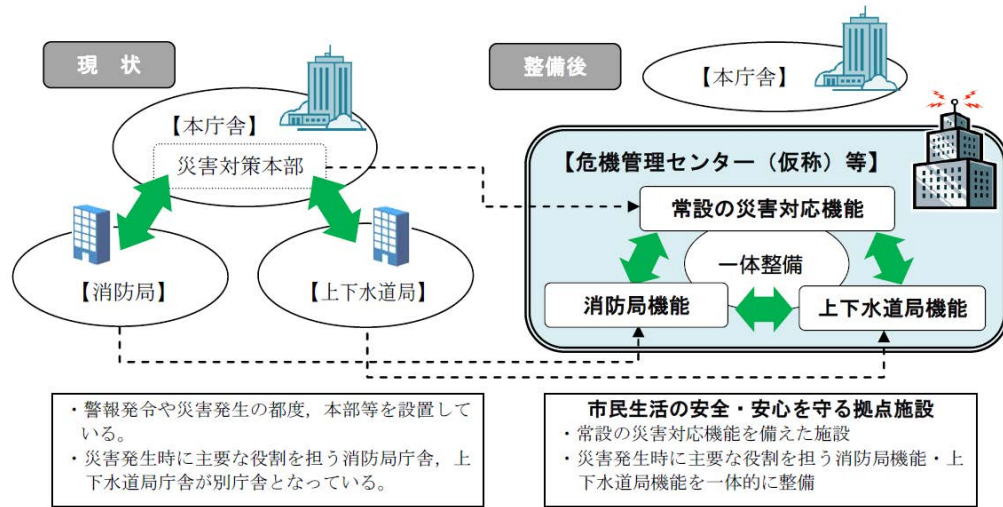 現　状
【本庁舎】
災害対策本部
【消防局】
【上下水道局】
・警報発令や災害発生の都度，本部等を設置して
いる。
・災害発生時に主要な役割を担う消防局庁舎，上
下水道局庁舎が別庁舎となっている。
整備後
【本庁舎】
【危機管理センター（仮称）等】
常設の災害対応機能
一体整備
消防局機能
上下水道局機能
市民生活の安全・安心を守る拠点施設
・常設の災害対応機能を備えた施設
・災害発生時に主要な役割を担う消防局機能・上
下水道局機能を一体的に整備